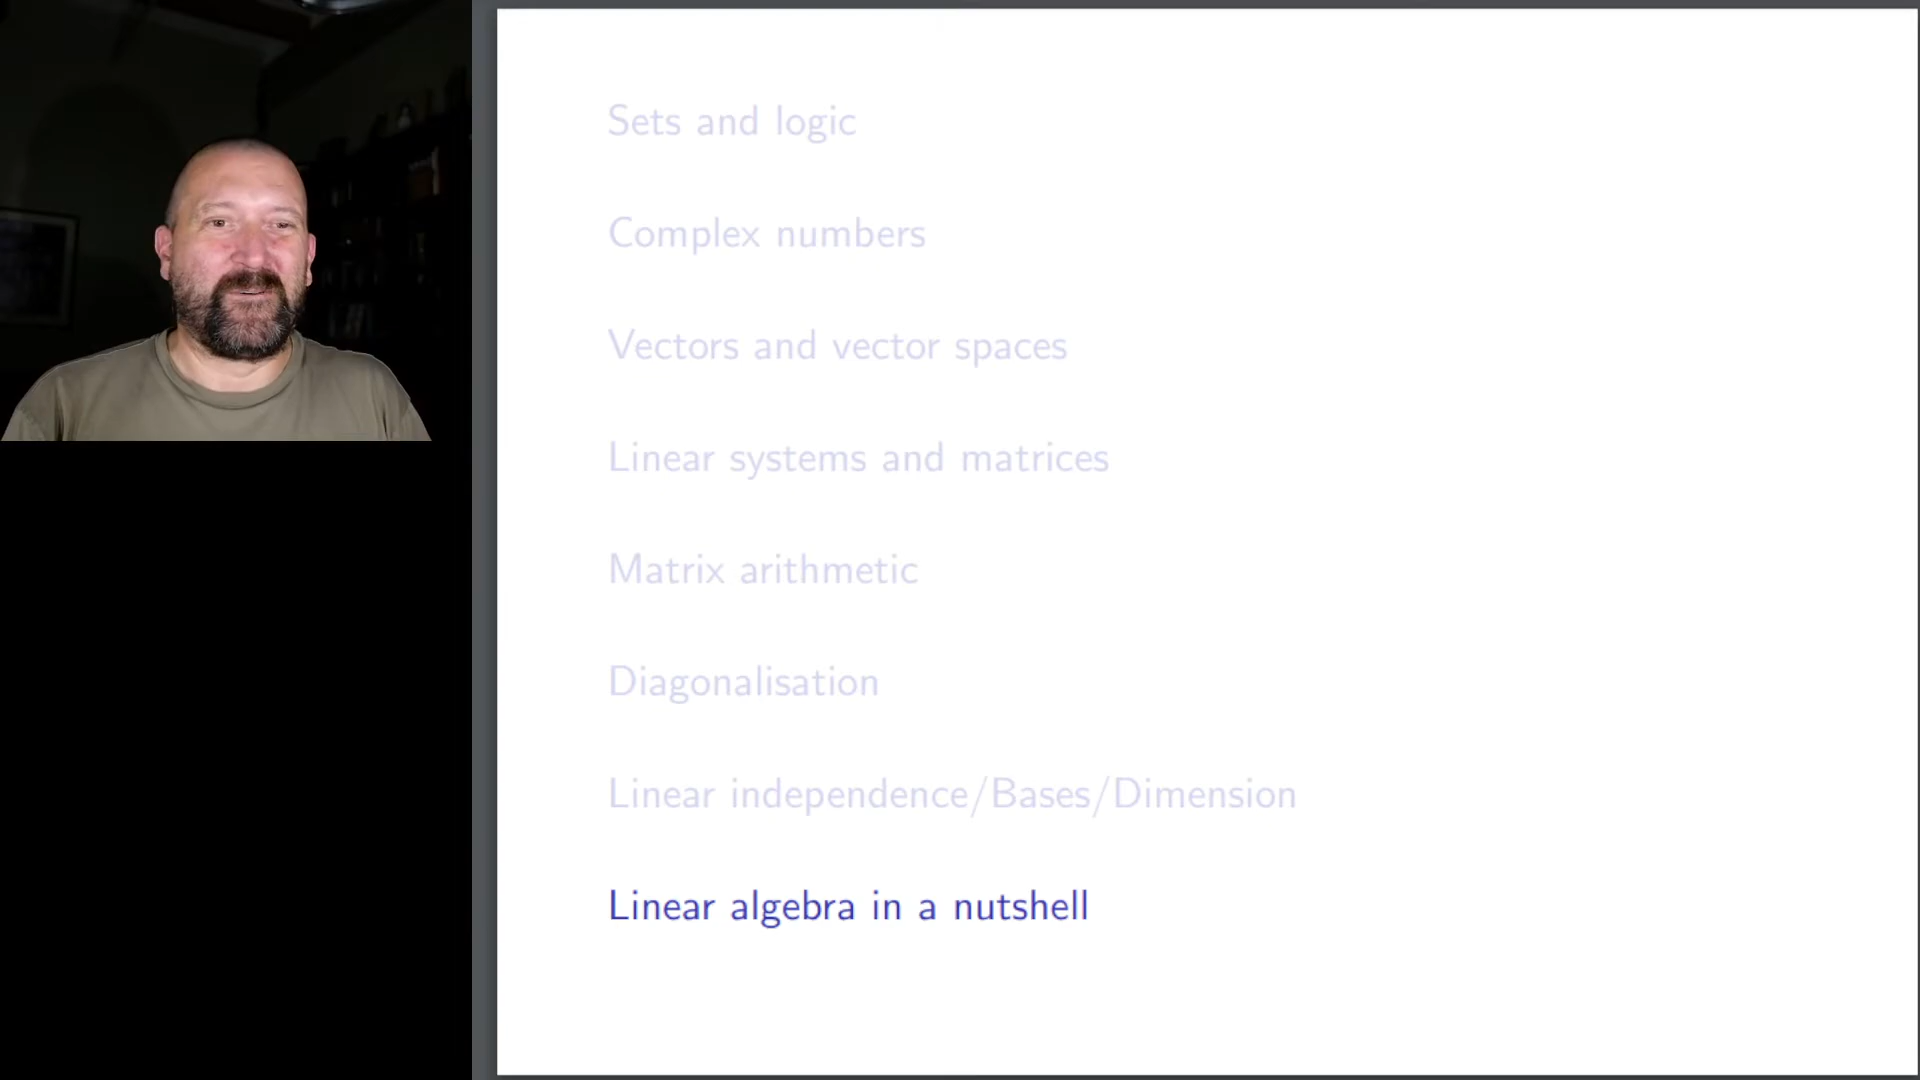 Sets and logic
Complex numbers
Vectors and vector spaces
Linear systems and matrices
Matrix arithmetic
Diagonalisation
Linear independence/Bases/Dimension
Linear algebra in a nutshell